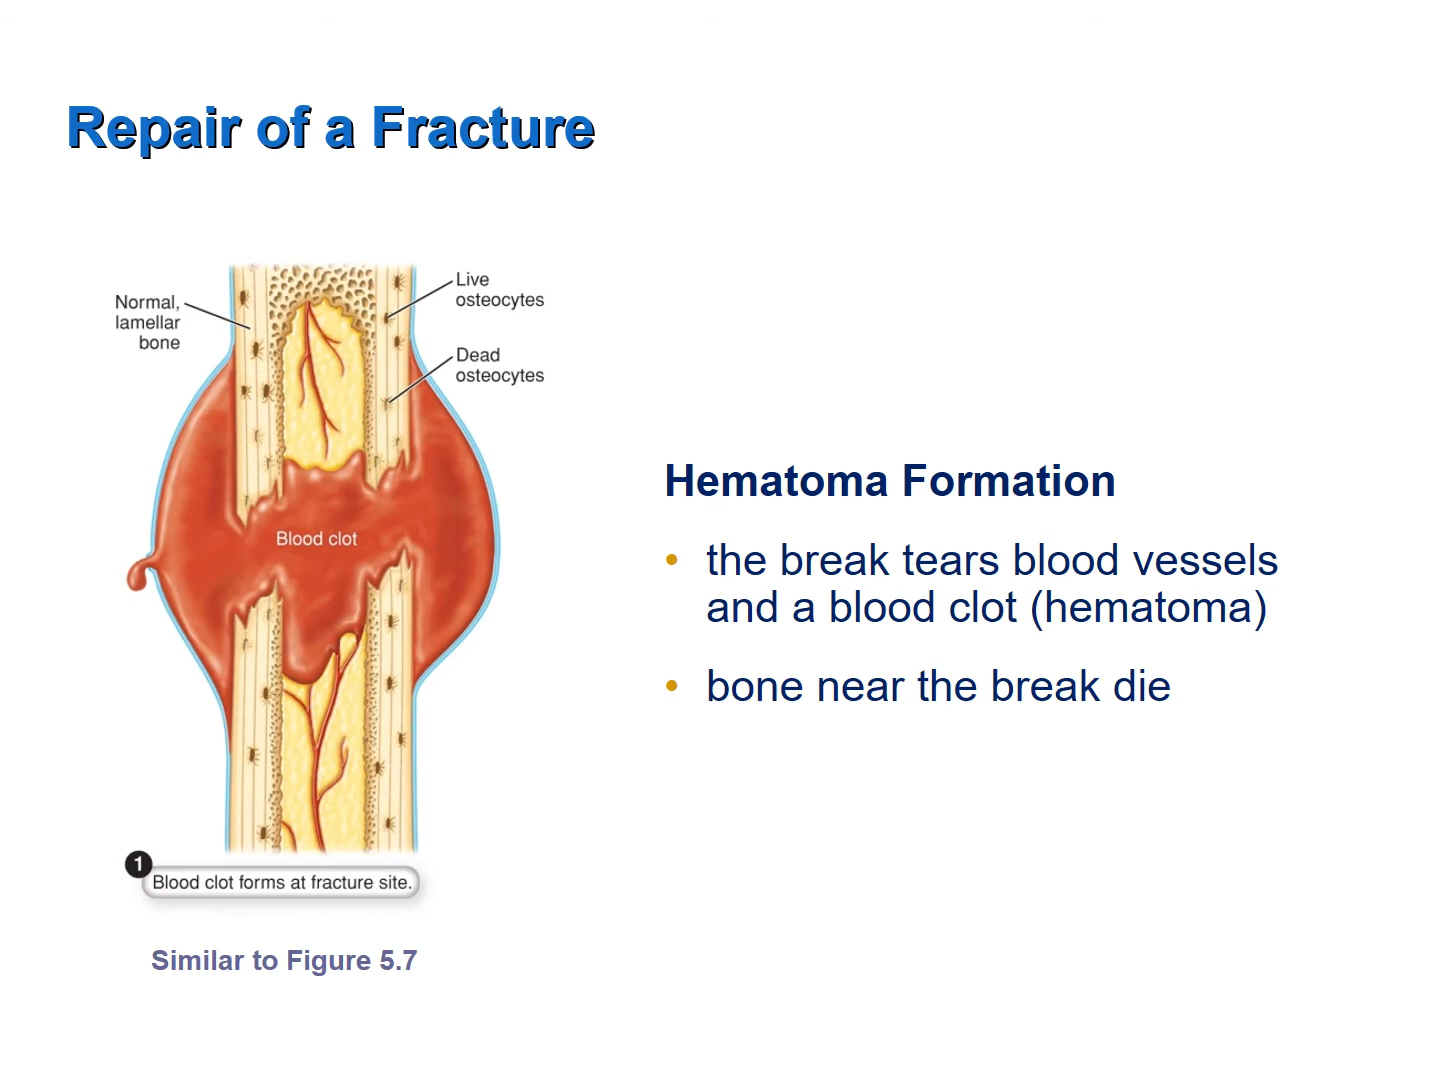 Repair of a Fracture
Normal,
lamellar
bone
Live
osteocytes
Dead
osteocytes
Blood clot
1
Blood clot forms at fracture site.
Similar to Figure 5.7
Hematoma Formation
• the break tears blood vessels
and a blood clot (hematoma)
• bone near the break die